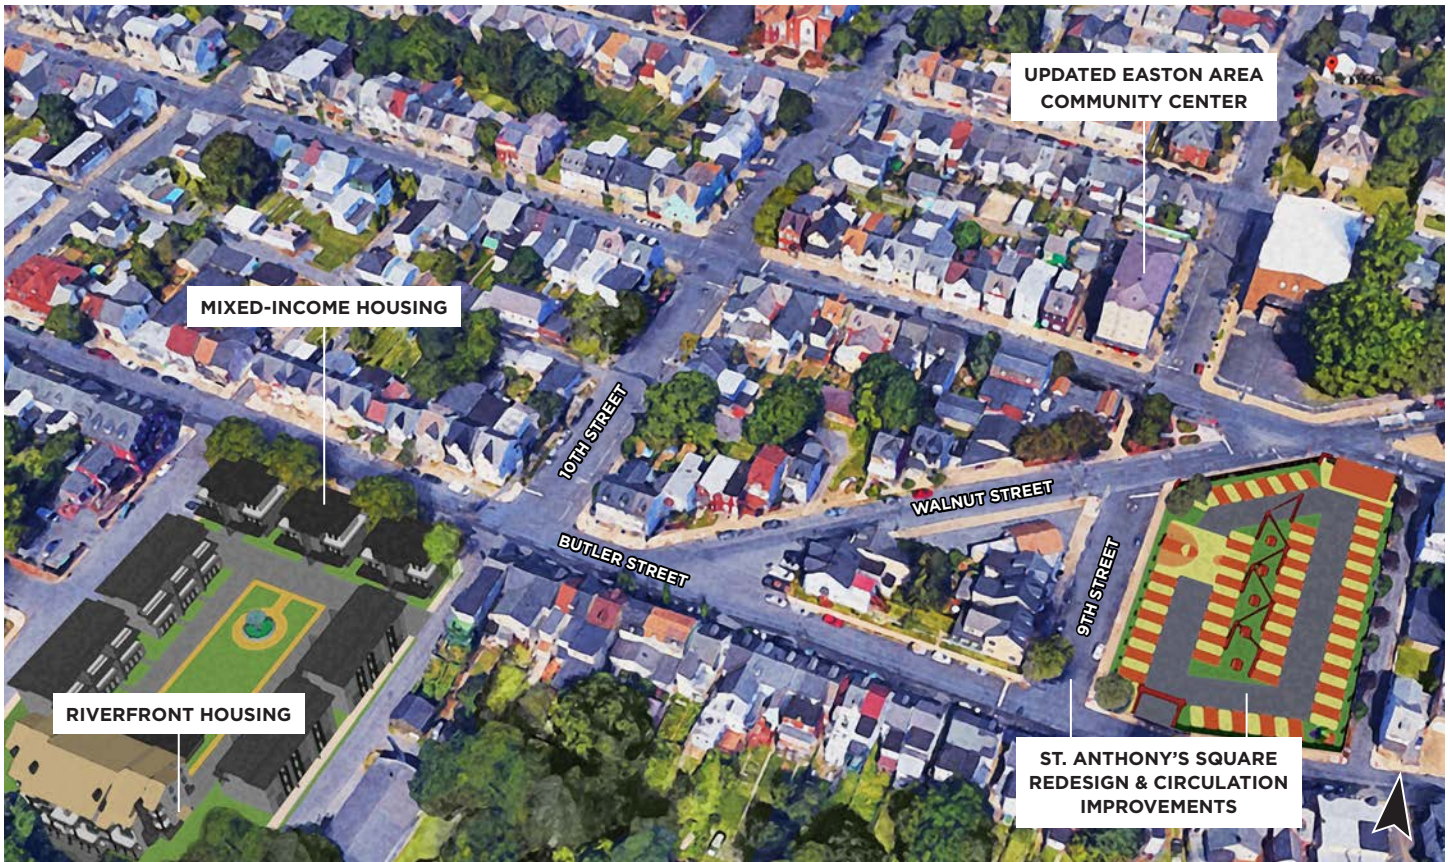 UPDATED EASTON AREA
COMMUNITY CENTER
MIXED-INCOME HOUSING
10TH STREET
WALNUT STREET
BUTLER STREET
9TH STREET
RIVERFRONT HOUSING
ST. ANTHONY'S SQUARE
REDESIGN & CIRCULATION
IMPROVEMENTS